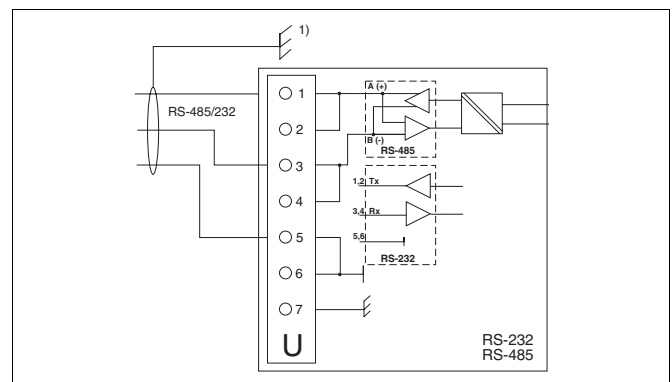 1)
RS-485/232
1
2
3
4
5
6
7
U
A (+)
B (-)
RS-485
1,2 Tx
3,4 Rx
5,6
RS-232
RS-232
RS-485